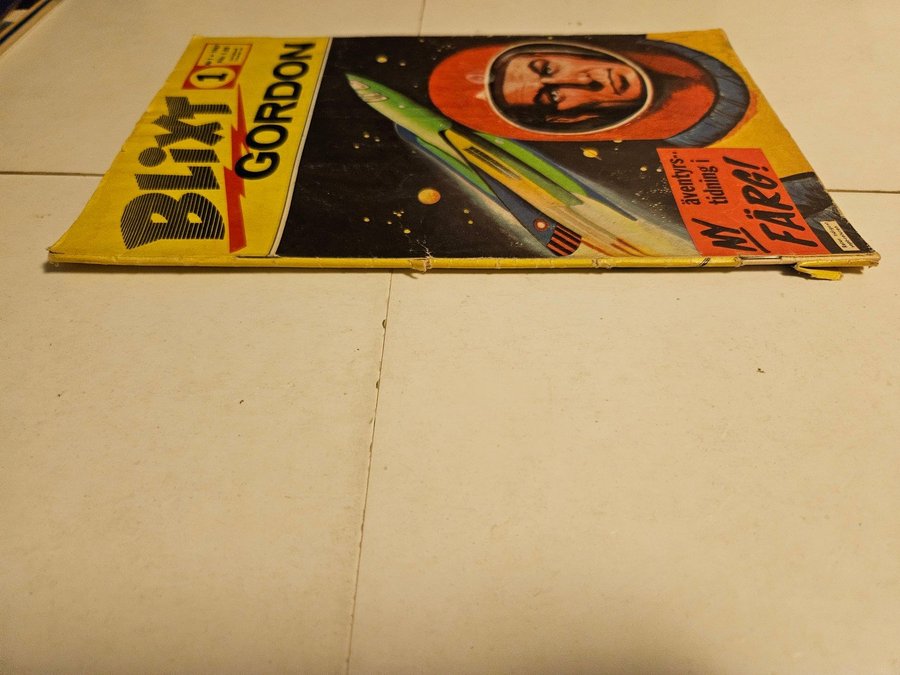 BLiXT
GORDON
1
NY
äventyrs-
tidning i
FÄRG!